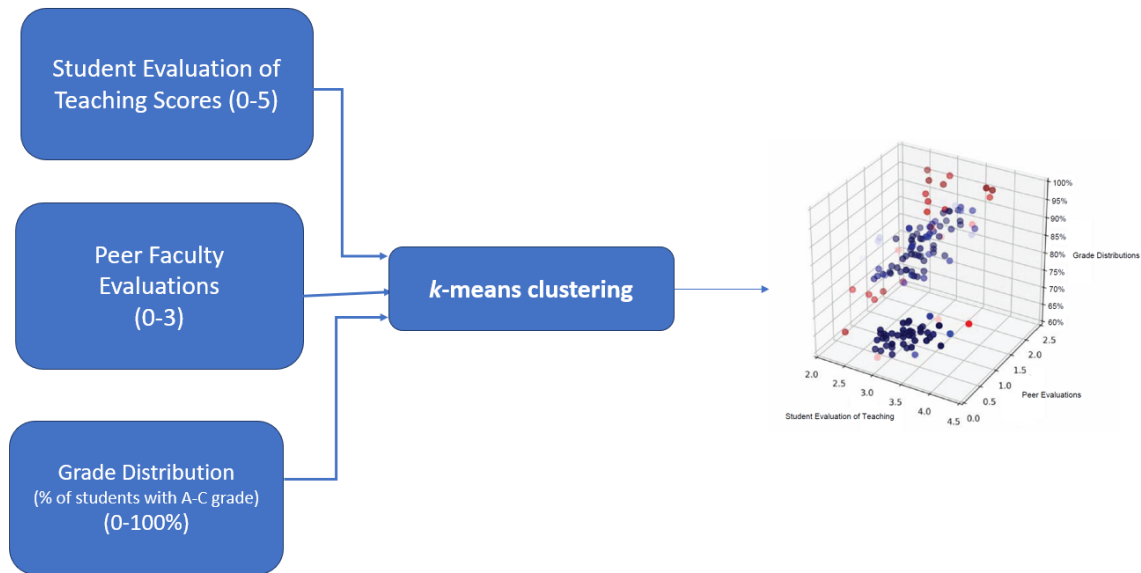 Student Evaluation of
Teaching Scores (0-5)
Peer Faculty
Evaluations
(0-3)
Grade Distribution
(% of students with A-C grade)
(0-100%)
k-means clustering
100%
95%
90%
85%
80%
75%
70%
65%
60%
Grade Distributions
2.5
2.0
1.5
1.0
0.5
0.0
Peer Evaluations
2.0
2.5
3.0
3.5
4.0
4.5
Student Evaluation of Teaching